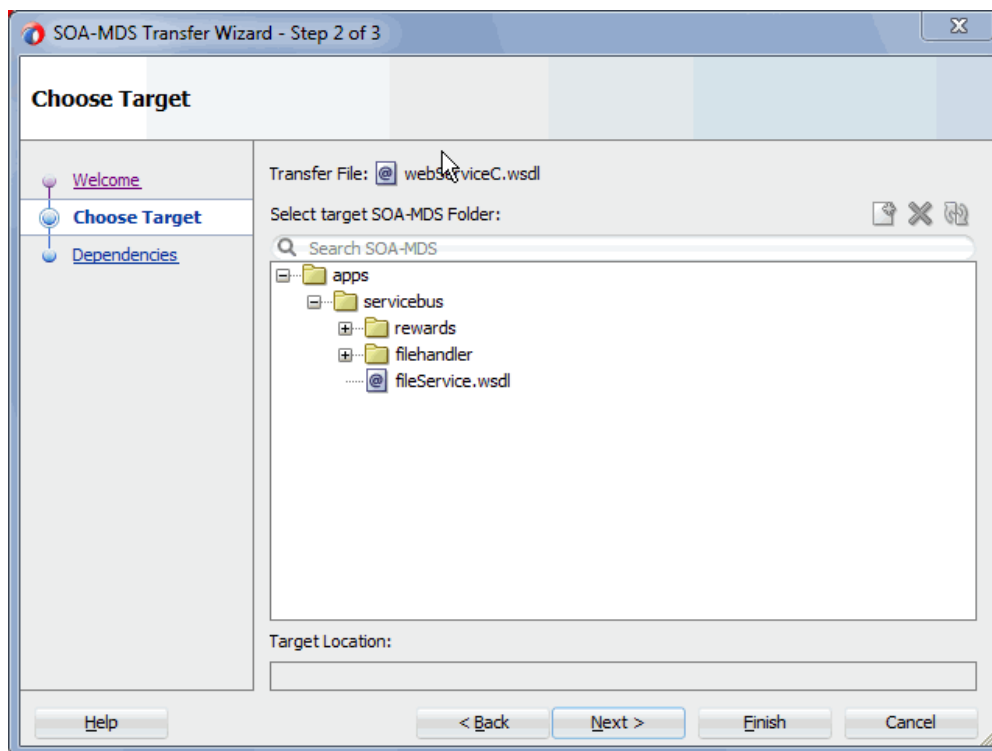 SOA-MDS Transfer Wizard - Step 2 of 3
Choose Target
Welcome
Choose Target
Dependencies
Transfer File: webServiceC.wsdl
Select target SOA-MDS Folder:
Search SOA-MDS
apps
servicebus
rewards
filehandler
fileService.wsdl
Target Location:
Help
< Back
Next >
Finish
Cancel